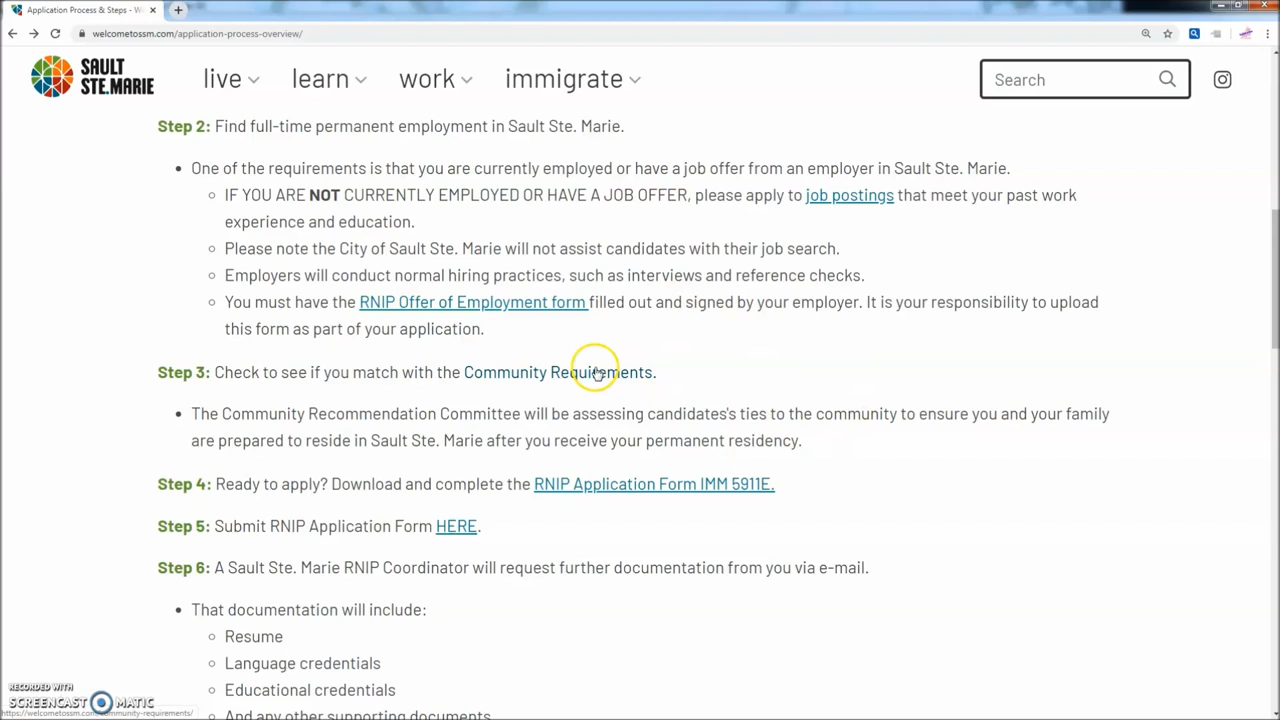 Application Process & Steps - W
welcometossm.com/application-process-overview/
SAULT
STE.MARIE
live learn work immigrate
Search
Step 2: Find full-time permanent employment in Sault Ste. Marie.
• One of the requirements is that you are currently employed or have a job offer from an employer in Sault Ste. Marie.
IF YOU ARE NOT CURRENTLY EMPLOYED OR HAVE A JOB OFFER, please apply to job postings that meet your past work
experience and education.
Please note the City of Sault Ste. Marie will not assist candidates with their job search.
Employers will conduct normal hiring practices, such as interviews and reference checks.
You must have the RNIP Offer of Employment form filled out and signed by your employer. It is your responsibility to upload
this form as part of your application.
Step 3: Check to see if you match with the Community Requirements.
• The Community Recommendation Committee will be assessing candidates's ties to the community to ensure you and your family
are prepared to reside in Sault Ste. Marie after you receive your permanent residency.
Step 4: Ready to apply? Download and complete the RNIP Application Form IMM 5911E.
Step 5: Submit RNIP Application Form HERE.
Step 6: A Sault Ste. Marie RNIP Coordinator will request further documentation from you via e-mail.
• That documentation will include:
Resume
Language credentials
Educational credentials
And any other supporting documents
RECORDED WITH
SCREENCAST MATIC
https://welcometossm.com/community-requirements/